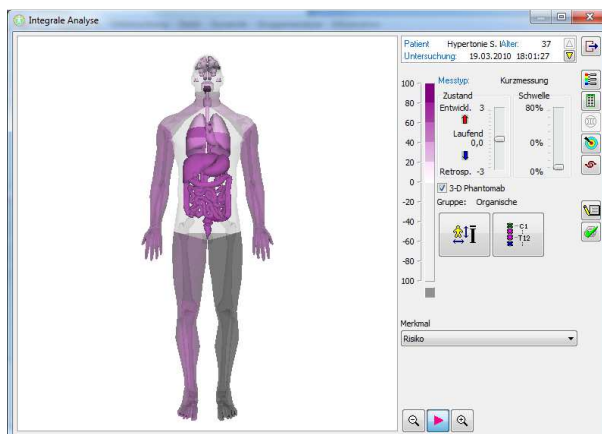 Integrale Analyse
Patient Hypertonie S. IAlter: 37
Untersuchung: 19.03.2010 18:01:27
Messtyp: Kurzmessung
Zustand Schwelle
Entwickl. 3 80%
Laufend
0,0 0%
Retrosp. -3 0%
100
80
60
40
20
0
-20
-40
-60
-80
100
3-D Phantomab
Gruppe: Organische
C1
T12
Merkmal
Risiko